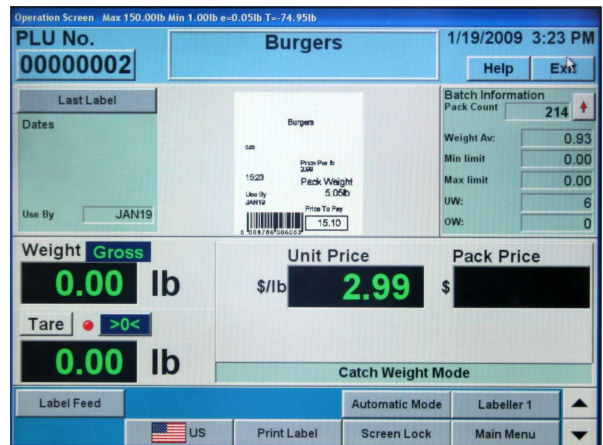 Operation Screen Max 150.00lb Min 1.00lb e=0.05lb T=-74.95lb
PLU No.
00000002
Burgers
1/19/2009 3:23 PM
Help
Exit
Last Label
Dates
Use By JAN19
Burgers
0.00
Price Per lb
2.99
15:23
Pack Weight
5.05lb
Use By
JAN19
Price To Pay
15.10
Batch Information
Pack Count 214
Weight Av: 0.93
Min limit 0.00
Max limit 0.00
UW: 6
OW: 0
Weight Gross
0.00 lb
Unit Price
$/lb 2.99
Pack Price
$
Tare >0<
0.00 lb
Catch Weight Mode
Label Feed
Automatic Mode
Labeller 1
US
Print Label
Screen Lock
Main Menu